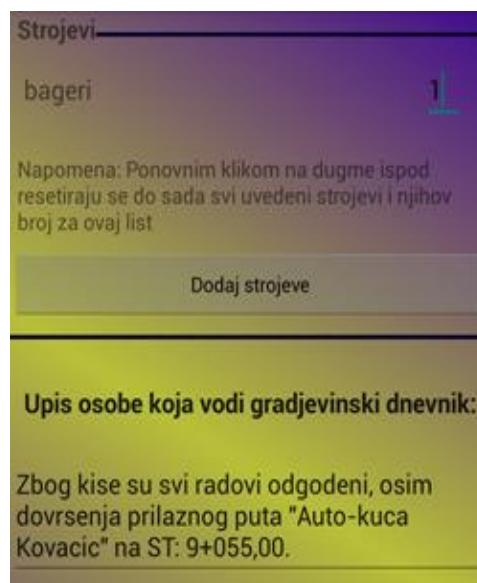 Strojevi
bageri 1
Napomena: Ponovnim klikom na dugme ispod
resetiraju se do sada svi uvedeni strojevi i njihov
broj za ovaj list
Dodaj strojeve
Upis osobe koja vodi gradjevinski dnevnik:
Zbog kise su svi radovi odgodeni, osim
dovrsenja prilaznog puta "Auto-kuca
Kovacic" na ST: 9+055,00.